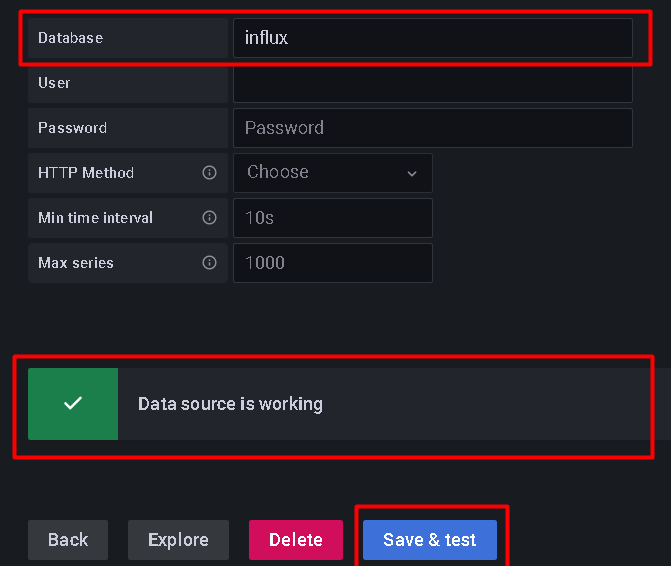 Database influx
User
Password Password
HTTP Method Choose
Min time interval 10s
Max series 1000
Data source is working
Back Explore Delete Save & test